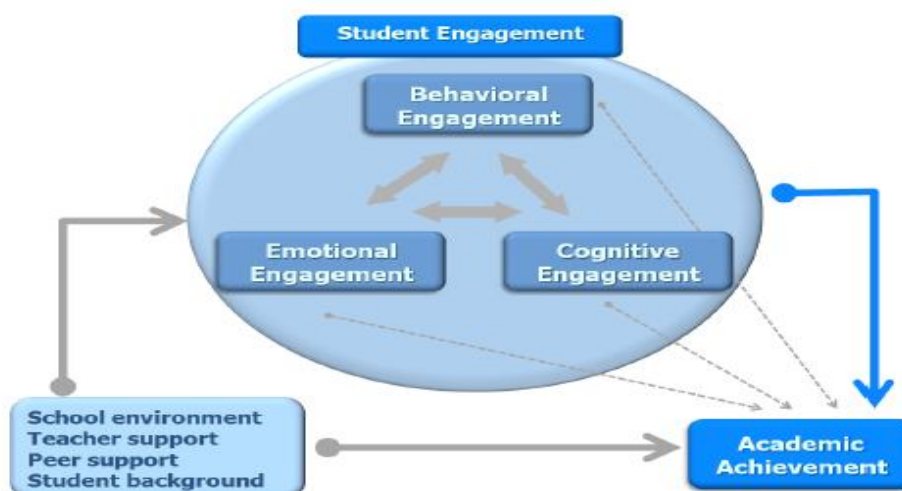 Student Engagement
Behavioral
Engagement
Emotional
Engagement
Cognitive
Engagement
School environment
Teacher support
Peer support
Student background
Academic
Achievement